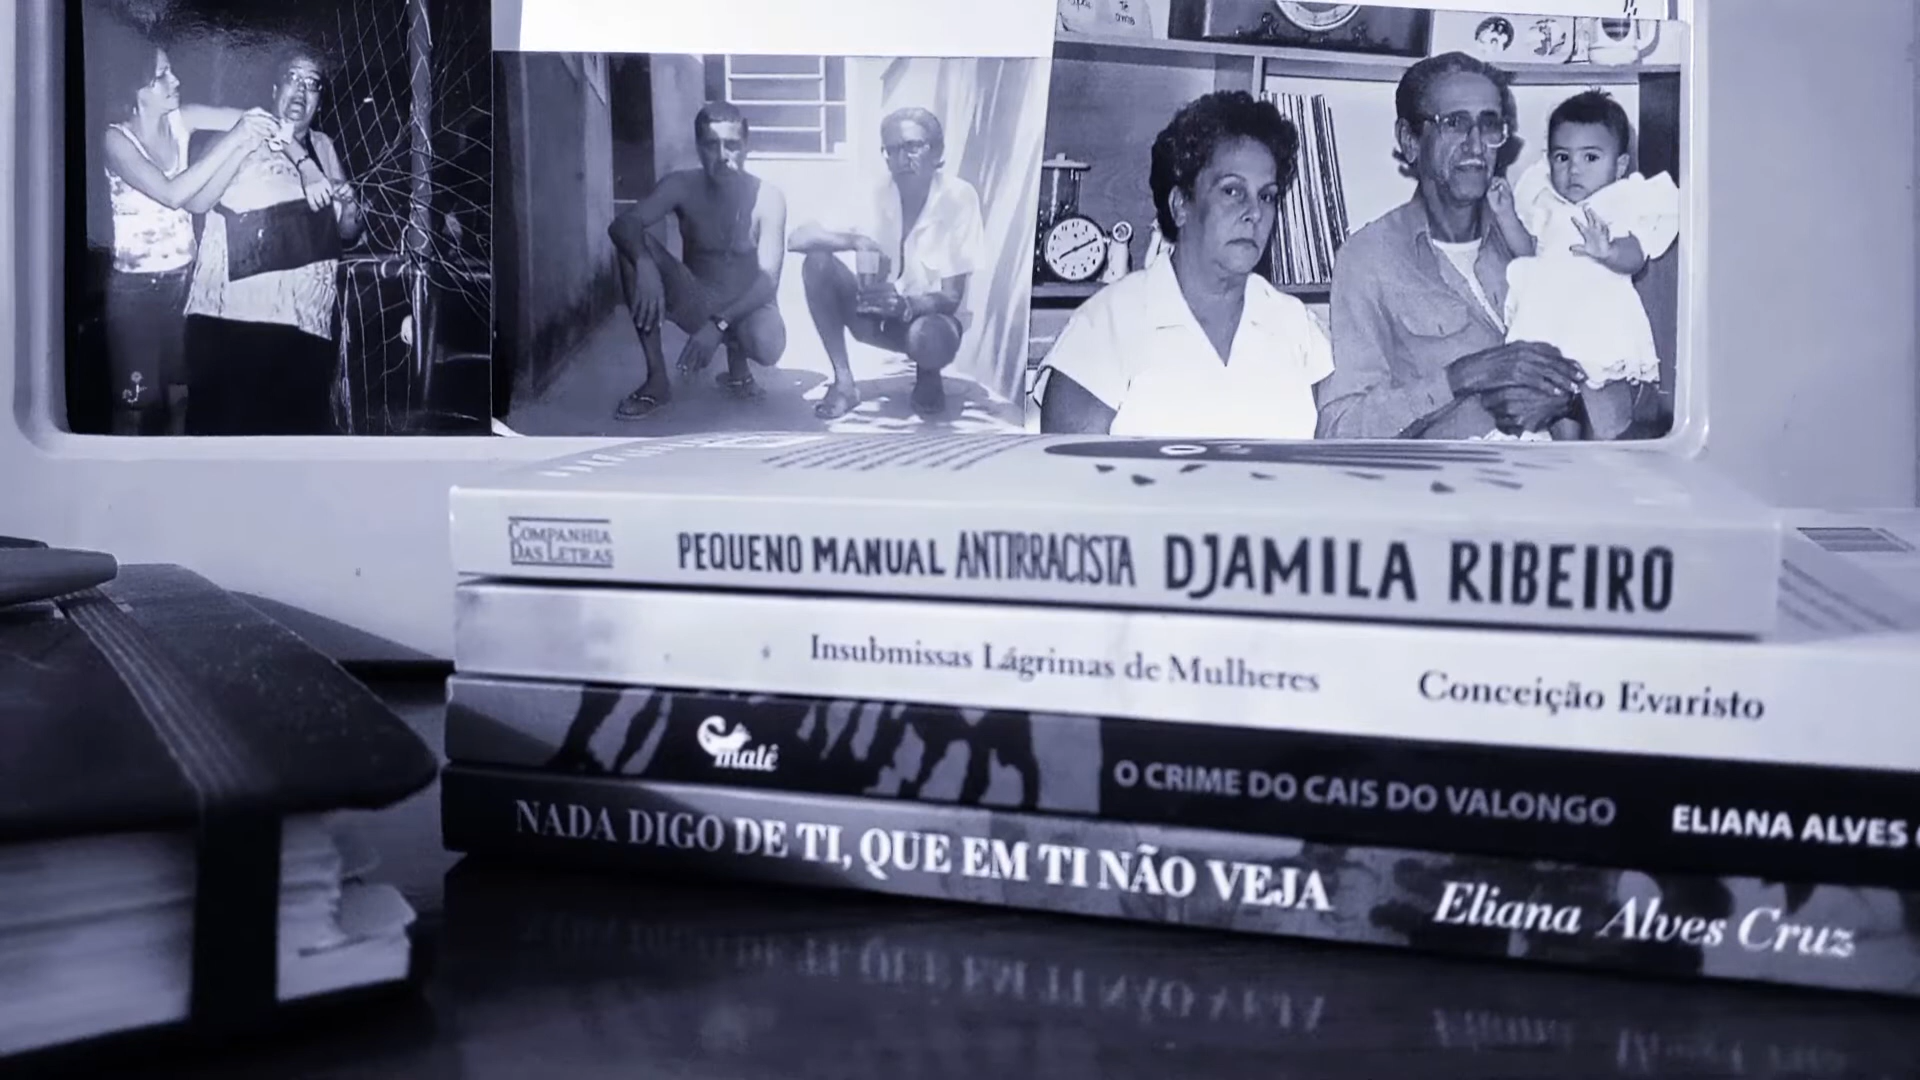 COMPANHIA
DAS LETRAS
PEQUENO MANUAL ANTIRRACISTA DJAMILA RIBEIRO
Insubmissas Lágrimas de Mulheres Conceição Evaristo
malê O CRIME DO CAIS DO VALONGO ELIANA ALVES
NADA DIGO DE TI, QUE EM TI NÃO VEJA Eliana Alves Cruz